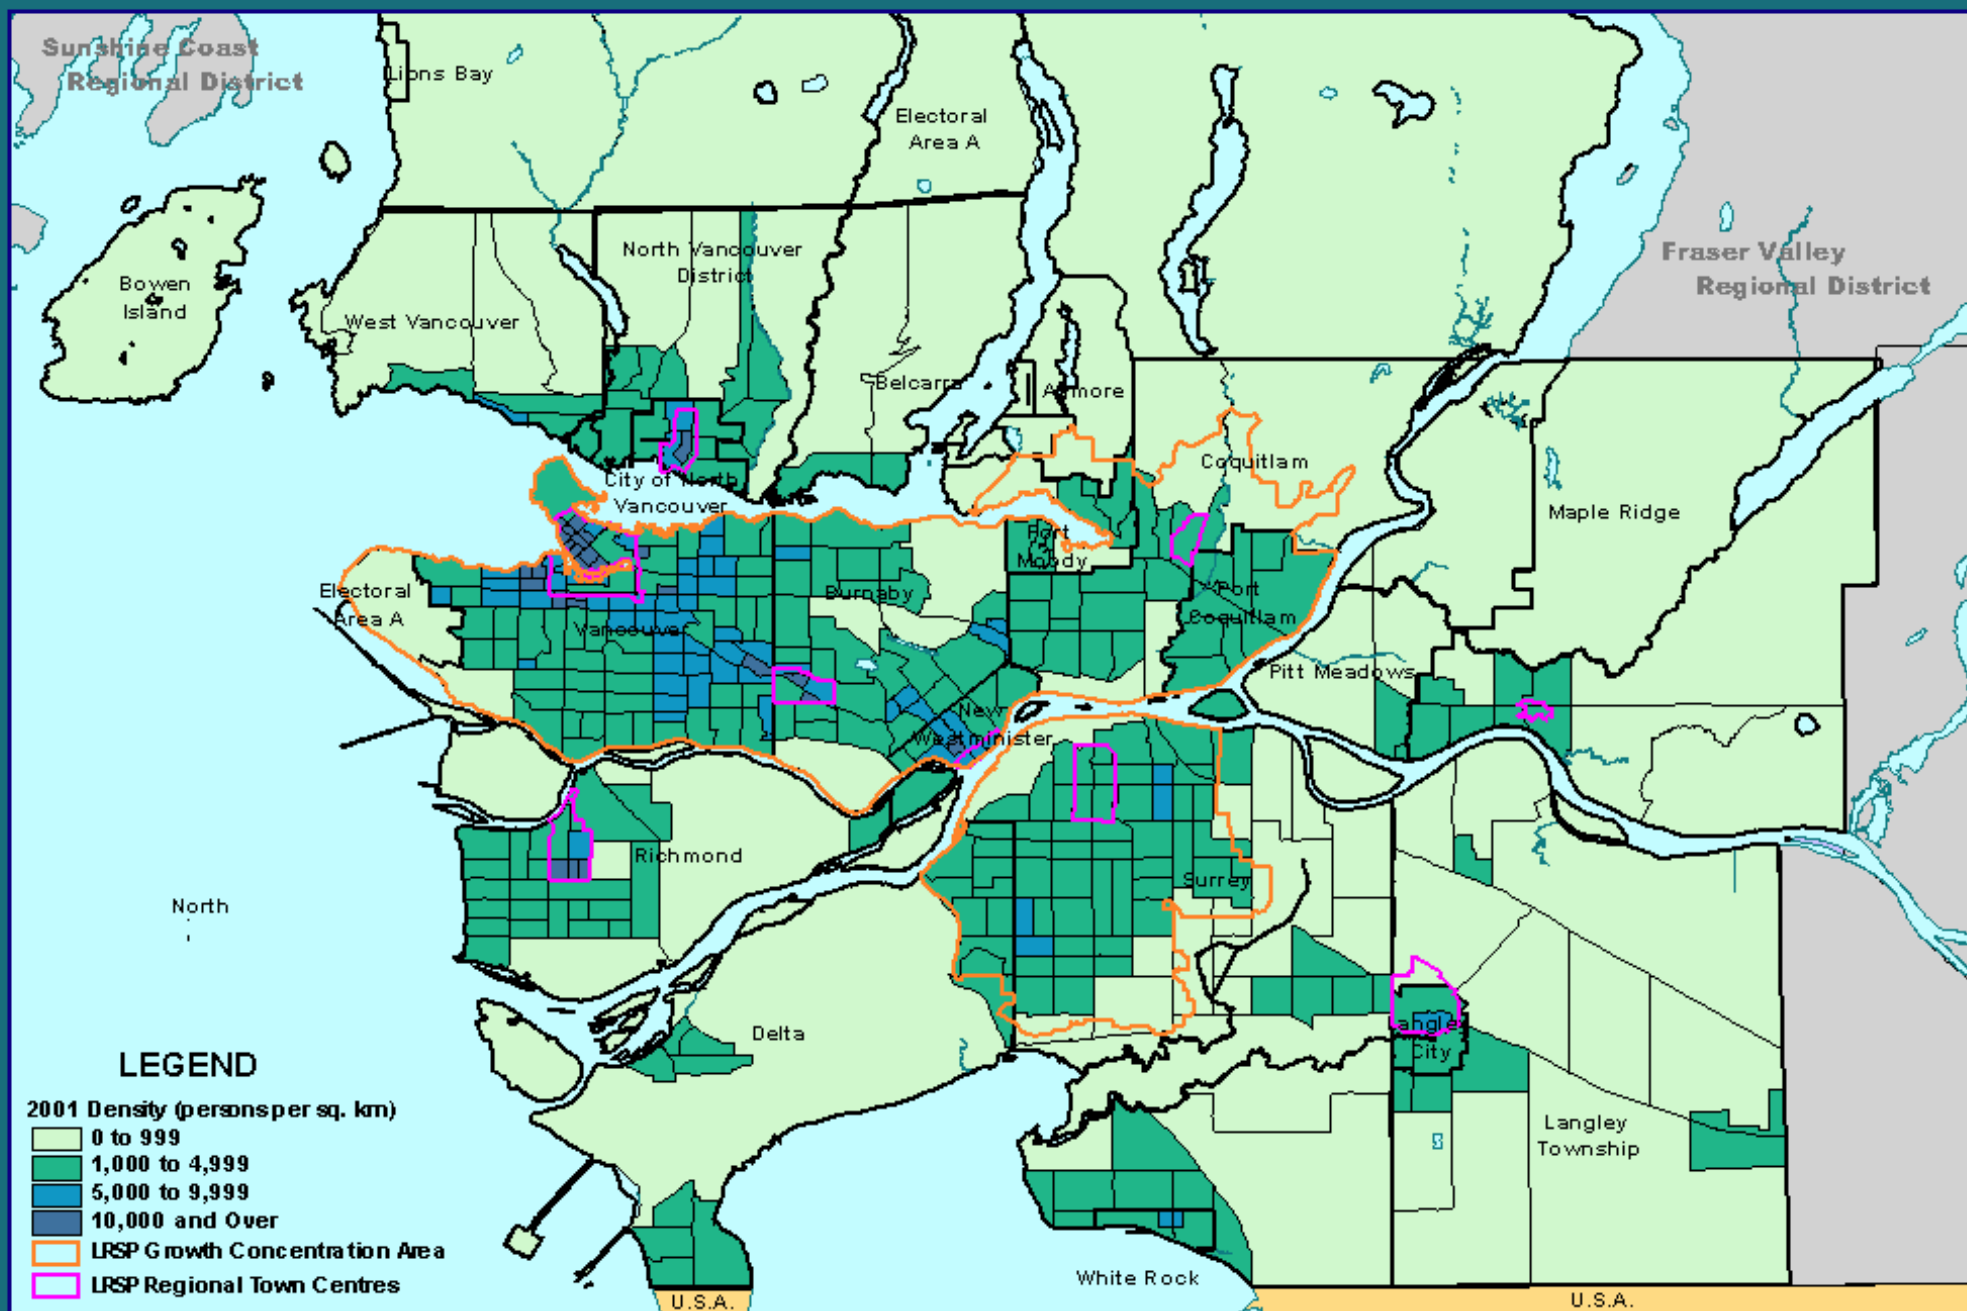 Sunshine Coast
Regional District
Lions Bay
Electoral
Area A
North Vancouver
District
Fraser Valley
Regional District
Bowen
Island
West Vancouver
Belcarra
Coquitlam
City of North
Vancouver
Maple Ridge
Port
Moody
Electoral
Area A
Burnaby
Port
Coquitlam
Vancouver
Pitt Meadows
New
Westminister
Richmond
Surrey
North
Delta
City
Langley
Township
White Rock
U.S.A.
U.S.A.
LEGEND
2001 Density (persons per sq. km)
0 to 999
1,000 to 4,999
5,000 to 9,999
10,000 and Over
LRSP Growth Concentration Area
LRSP Regional Town Centres